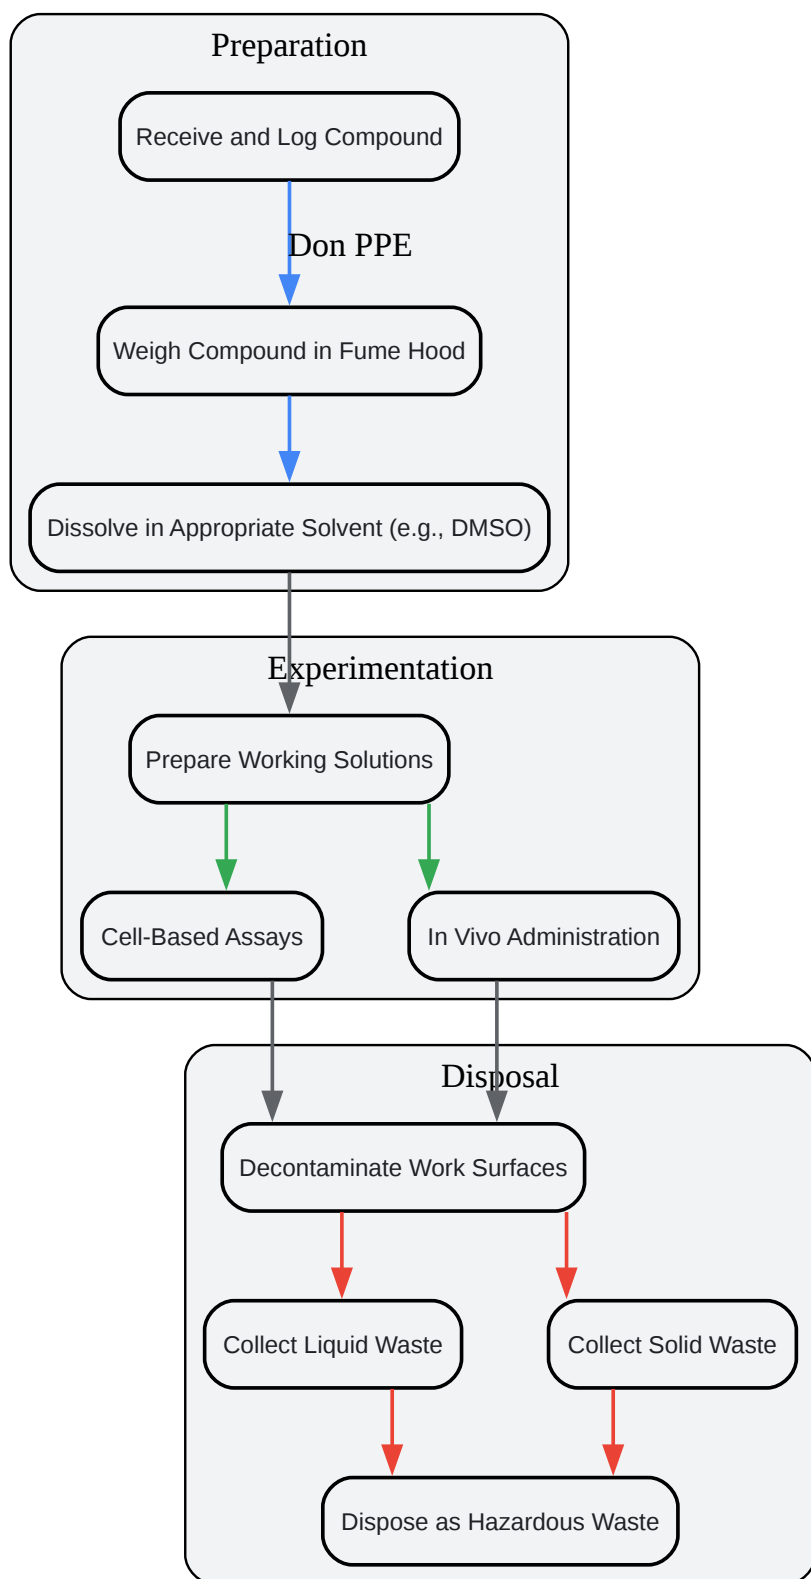 Preparation
Receive and Log Compound
Don PPE
Weigh Compound in Fume Hood
Dissolve in Appropriate Solvent (e.g., DMSO)
Experimentation
Prepare Working Solutions
Cell-Based Assays
In Vivo Administration
Disposal
Decontaminate Work Surfaces
Collect Liquid Waste
Collect Solid Waste
Dispose as Hazardous Waste